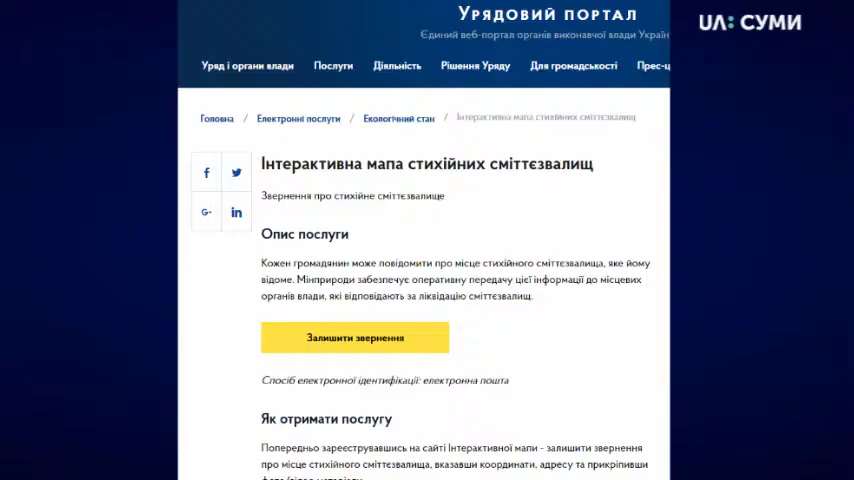 Урядовий портал
UA: СУМИ
Єдиний веб-портал органів виконавчої влади Україн
Уряд і органи влади Послуги Діяльність Рішення Уряду Для громадськості Прес-ц
Головна / Електронні послуги / Екологічний стан / Інтерактивна мапа стихійних сміттєзвалищ
Інтерактивна мапа стихійних сміттєзвалищ
Звернення про стихійне сміттєзвалище
Опис послуги
Кожен громадянин може повідомити про місце стихійного сміттєзвалища, яке йому
відоме. Мінприроди забезпечує оперативну передачу цієї інформації до місцевих
органів влади, які відповідають за ліквідацію сміттєзвалищ.
Залишити звернення
Спосіб електронної ідентифікації: електронна пошта
Як отримати послугу
Попередньо зареєструвавшись на сайті Інтерактивної мапи - залишити звернення
про місце стихійного сміттєзвалища, вказавши координати, адресу та прикріпивши